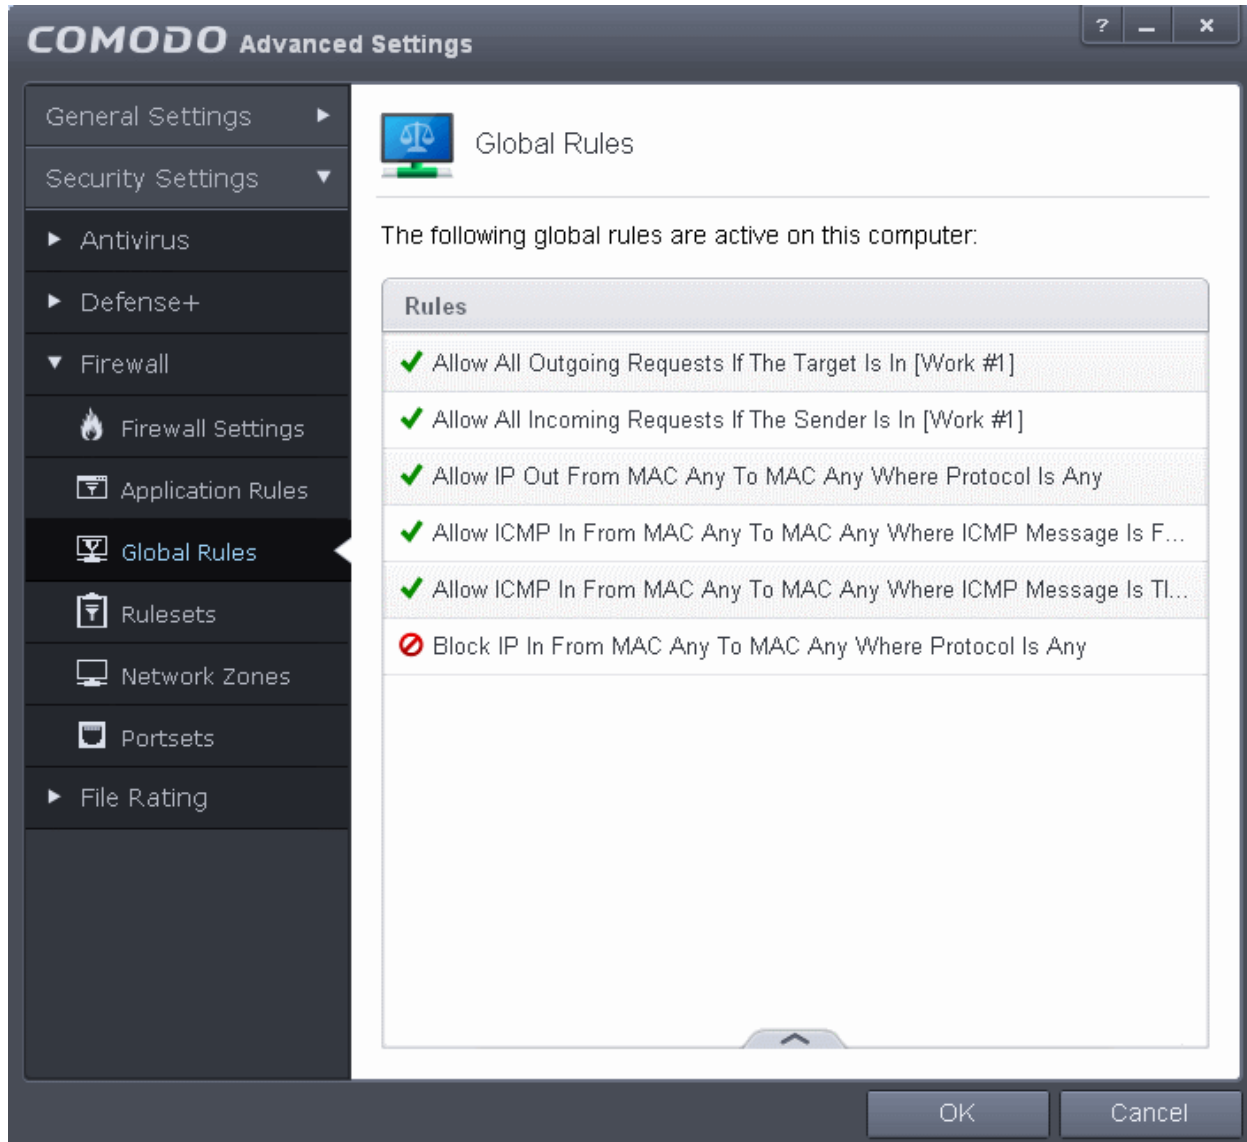 COMODO Advanced Settings
?
General Settings
Security Settings
Antivirus
Defense+
Firewall
Firewall Settings
Application Rules
Global Rules
Rulesets
Network Zones
Portsets
File Rating
Global Rules
The following global rules are active on this computer:
Rules
Allow All Outgoing Requests If The Target Is In [Work #1]
Allow All Incoming Requests If The Sender Is In [Work #1]
Allow IP Out From MAC Any To MAC Any Where Protocol Is Any
Allow ICMP In From MAC Any To MAC Any Where ICMP Message Is F...
Allow ICMP In From MAC Any To MAC Any Where ICMP Message Is TI...
Block IP In From MAC Any To MAC Any Where Protocol Is Any
OK
Cancel